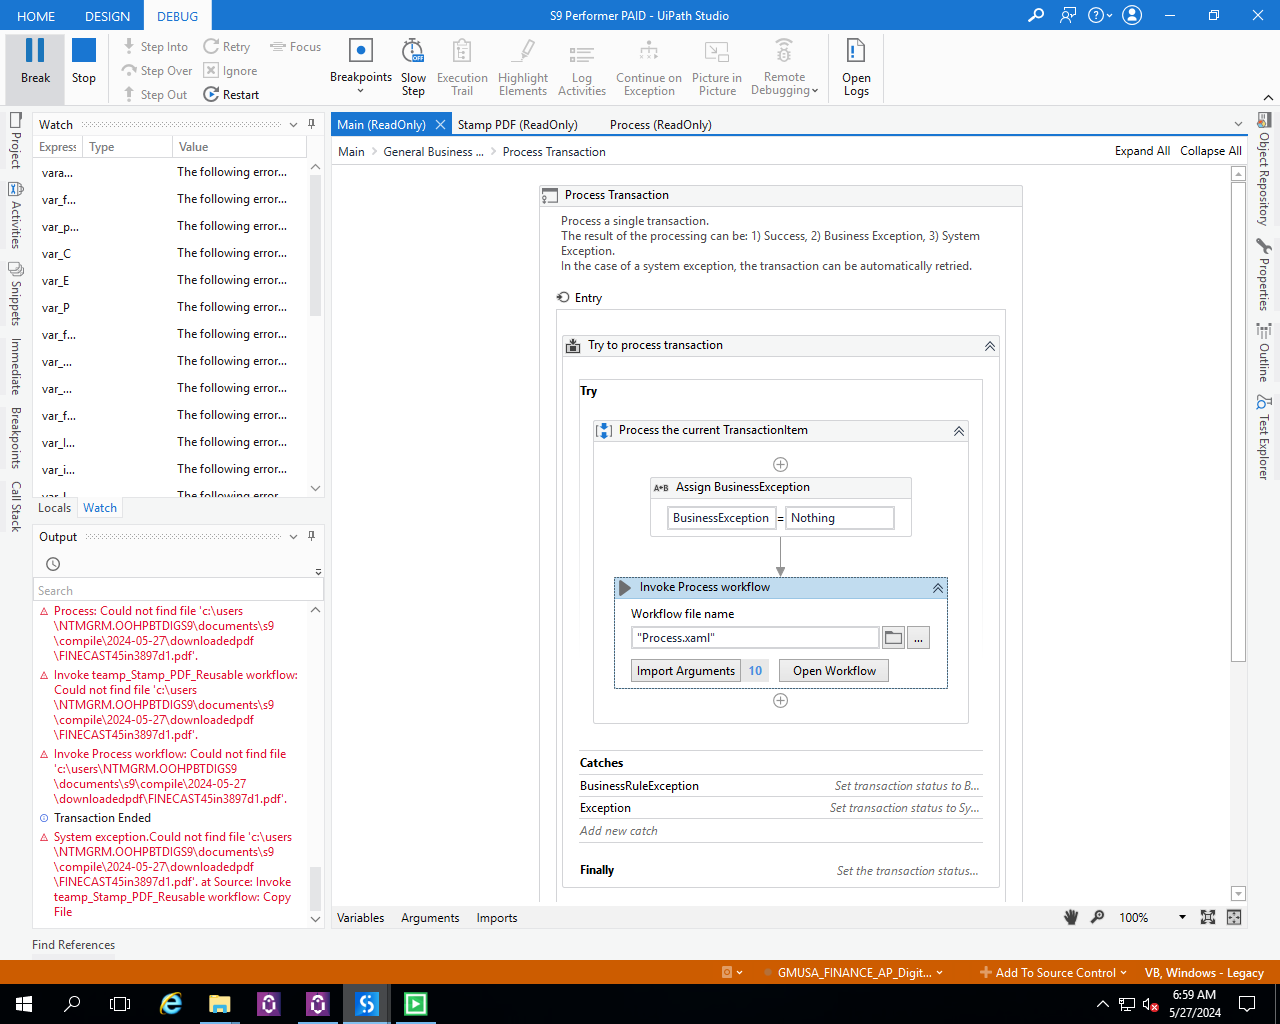 HOME
DESIGN
DEBUG
S9 Performer PAID - UiPath Studio
Break
Stop
Step Into
Step Over
Step Out
Retry
Ignore
Restart
Focus
Breakpoints
Slow
Step
OFF
Execution
Trail
Highlight
Elements
Log
Activities
Continue on
Exception
Picture in
Picture
Remote
Debugging
Open
Logs
Project
Activities
Snippets
Immediate
Breakpoints
Call Stack
Watch
Express
Type
Value
vara...
The following error...
var_f...
The following error...
var_p...
The following error...
var_C
The following error...
var_E
The following error...
var_P
The following error...
var_f...
The following error...
var_...
The following error...
var_...
The following error...
var_f...
The following error...
var_l...
The following error...
var_i...
The following error...
The following error...
Locals
Watch
Output
Search
Process: Could not find file 'c:\users
\NTMGRM.OOHPBTDIGS9\documents\s9
\compile\2024-05-27\downloadedpdf
\FINECAST45in3897d1.pdf'.
Invoke teamp_Stamp_PDF_Reusable workflow:
Could not find file 'c:\users
\NTMGRM.OOHPBTDIGS9\documents\s9
\compile\2024-05-27\downloadedpdf
\FINECAST45in3897d1.pdf'.
Invoke Process workflow: Could not find file
'c:\users\NTMGRM.OOHPBTDIGS9
\documents\s9\compile\2024-05-27
\downloadedpdf\FINECAST45in3897d1.pdf'.
Transaction Ended
System exception.Could not find file 'c:\users
\NTMGRM.OOHPBTDIGS9\documents\s9
\compile\2024-05-27\downloadedpdf
\FINECAST45in3897d1.pdf'. at Source: Invoke
teamp_Stamp_PDF_Reusable workflow: Copy
File
Find References
Main (ReadOnly)
Stamp PDF (ReadOnly)
Process (ReadOnly)
Main
General Business ...
Process Transaction
Expand All
Collapse All
Process Transaction
Process a single transaction.
The result of the processing can be: 1) Success, 2) Business Exception, 3) System
Exception.
In the case of a system exception, the transaction can be automatically retried.
Entry
Try to process transaction
Try
Process the current TransactionItem
A+B Assign BusinessException
BusinessException = Nothing
Invoke Process workflow
Workflow file name
"Process.xaml"
...
Import Arguments 10
Open Workflow
Catches
BusinessRuleException
Set transaction status to B...
Exception
Set transaction status to Sy...
Add new catch
Finally
Set the transaction status...
Variables
Arguments
Imports
100%
Object Repository
Properties
Outline
Test Explorer
GMUSA_FINANCE_AP_Digit...
Add To Source Control
VB, Windows - Legacy
6:59 AM
5/27/2024